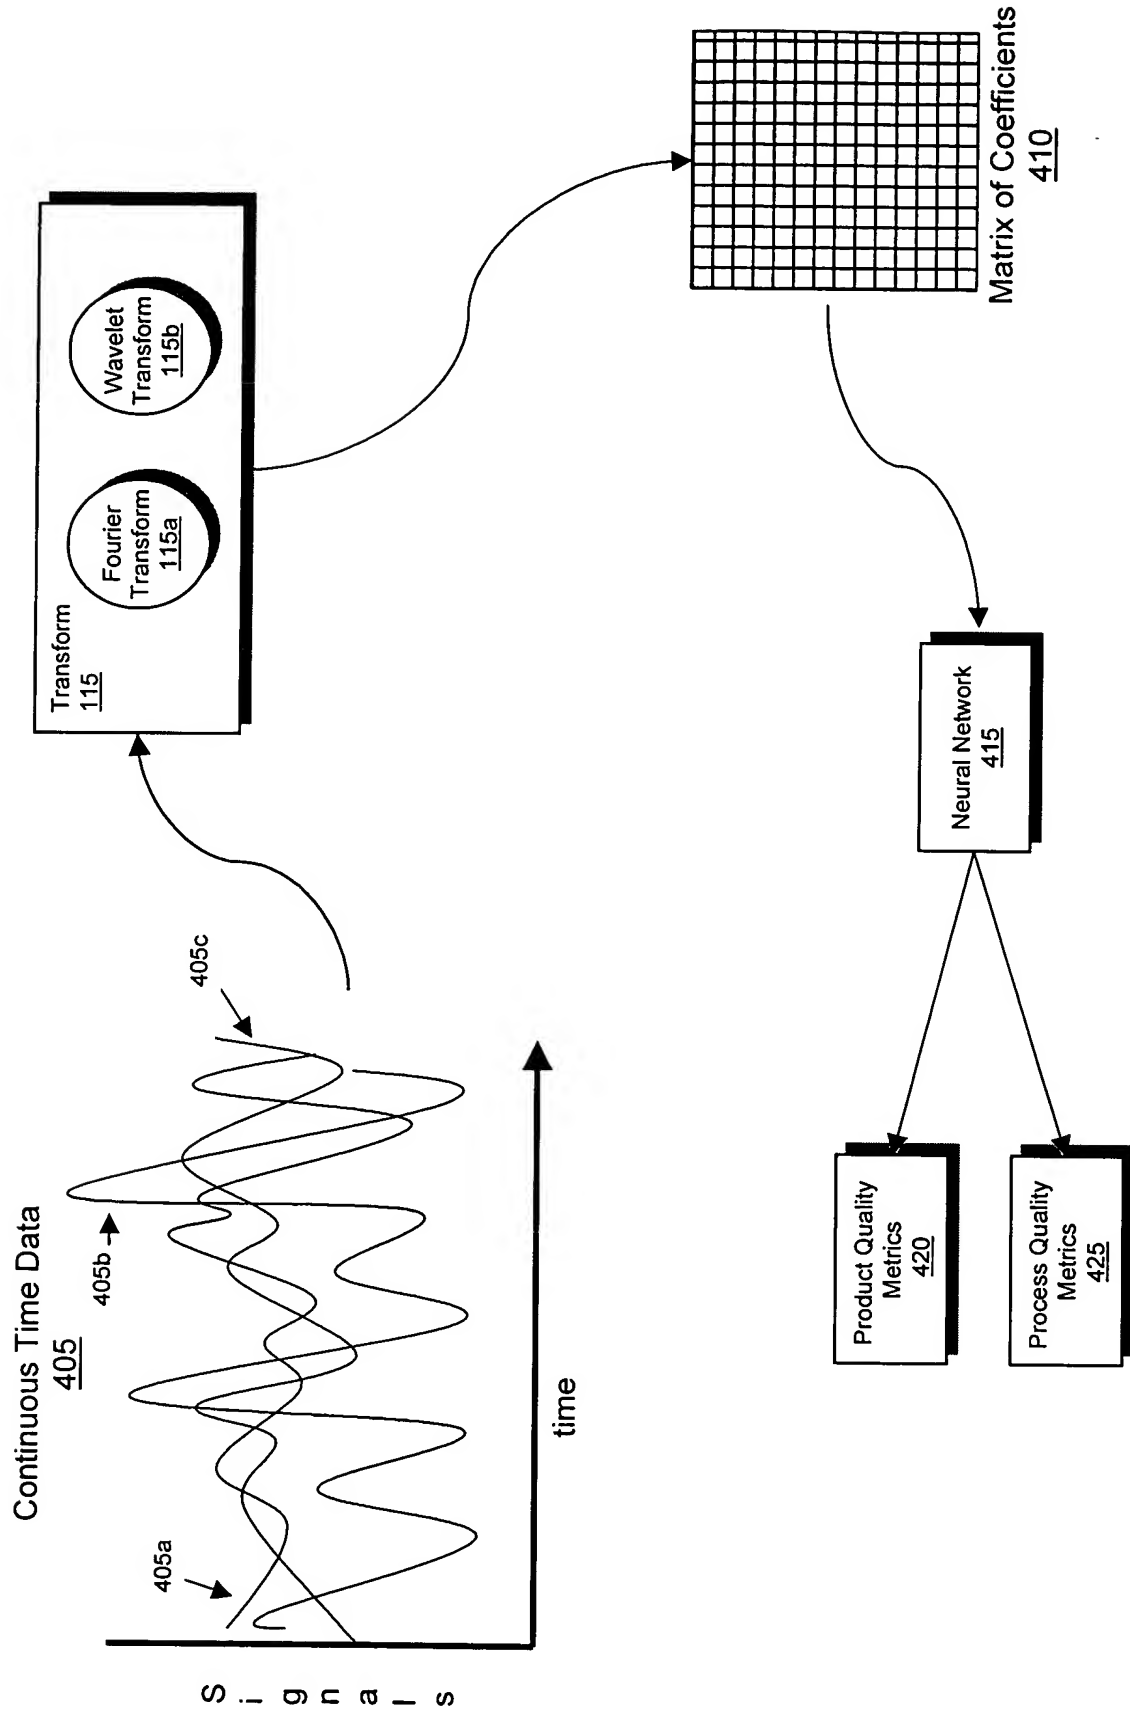 Continuous Time Data
405
Signals
405a
405b
405c
time
Transform
115
Fourier
Transform
115a
Wavelet
Transform
115b
Matrix of Coefficients
410
Neural Network
415
Product Quality
Metrics
420
Process Quality
Metrics
425